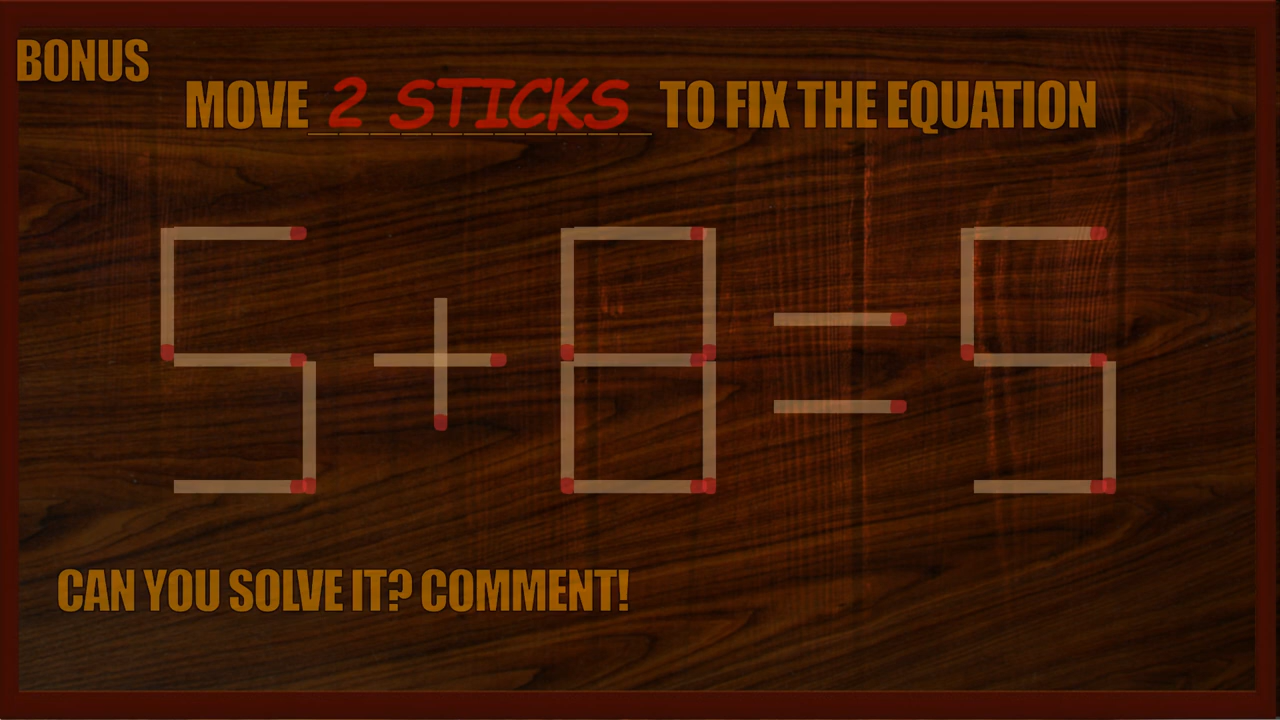 BONUS
MOVE 2 STICKS TO FIX THE EQUATION
5+8=5
CAN YOU SOLVE IT? COMMENT!